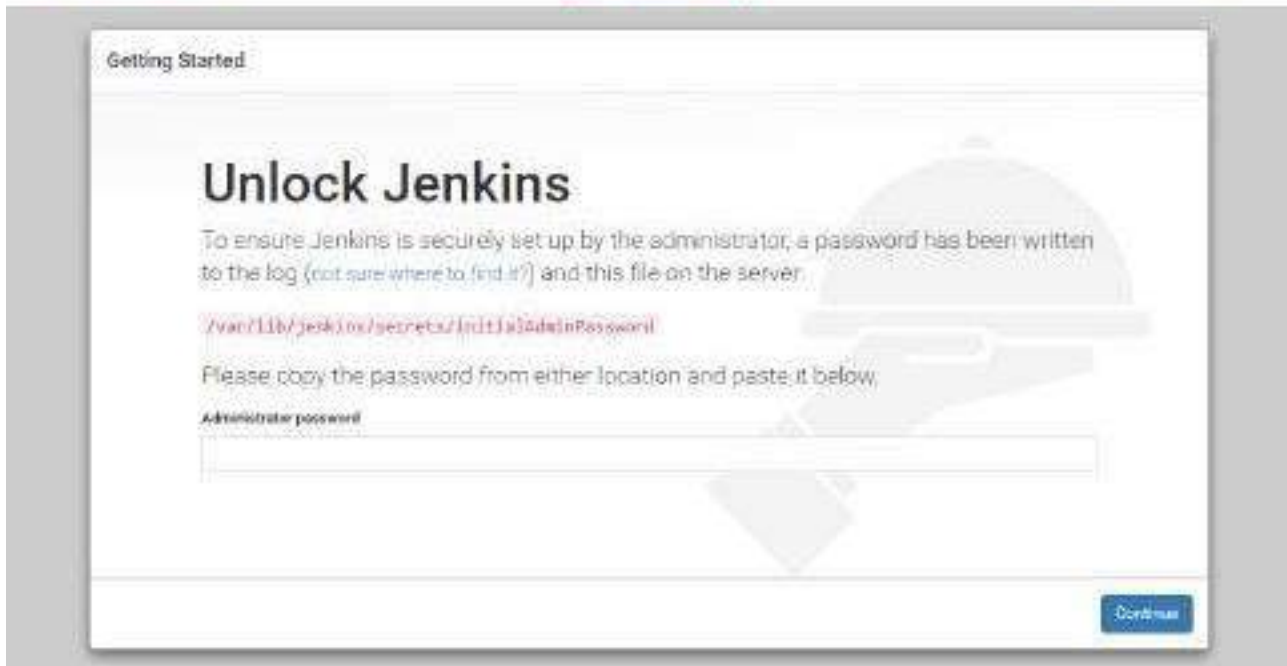 Getting Started
Unlock Jenkins
To ensure Jenkins is securely set up by the administrator, a password has been written
to the log (not sure where to find it?) and this file on the server:
/var/lib/jenkins/secrets/initialAdminPassword
Please copy the password from either location and paste it below.
Administrator password
Continue